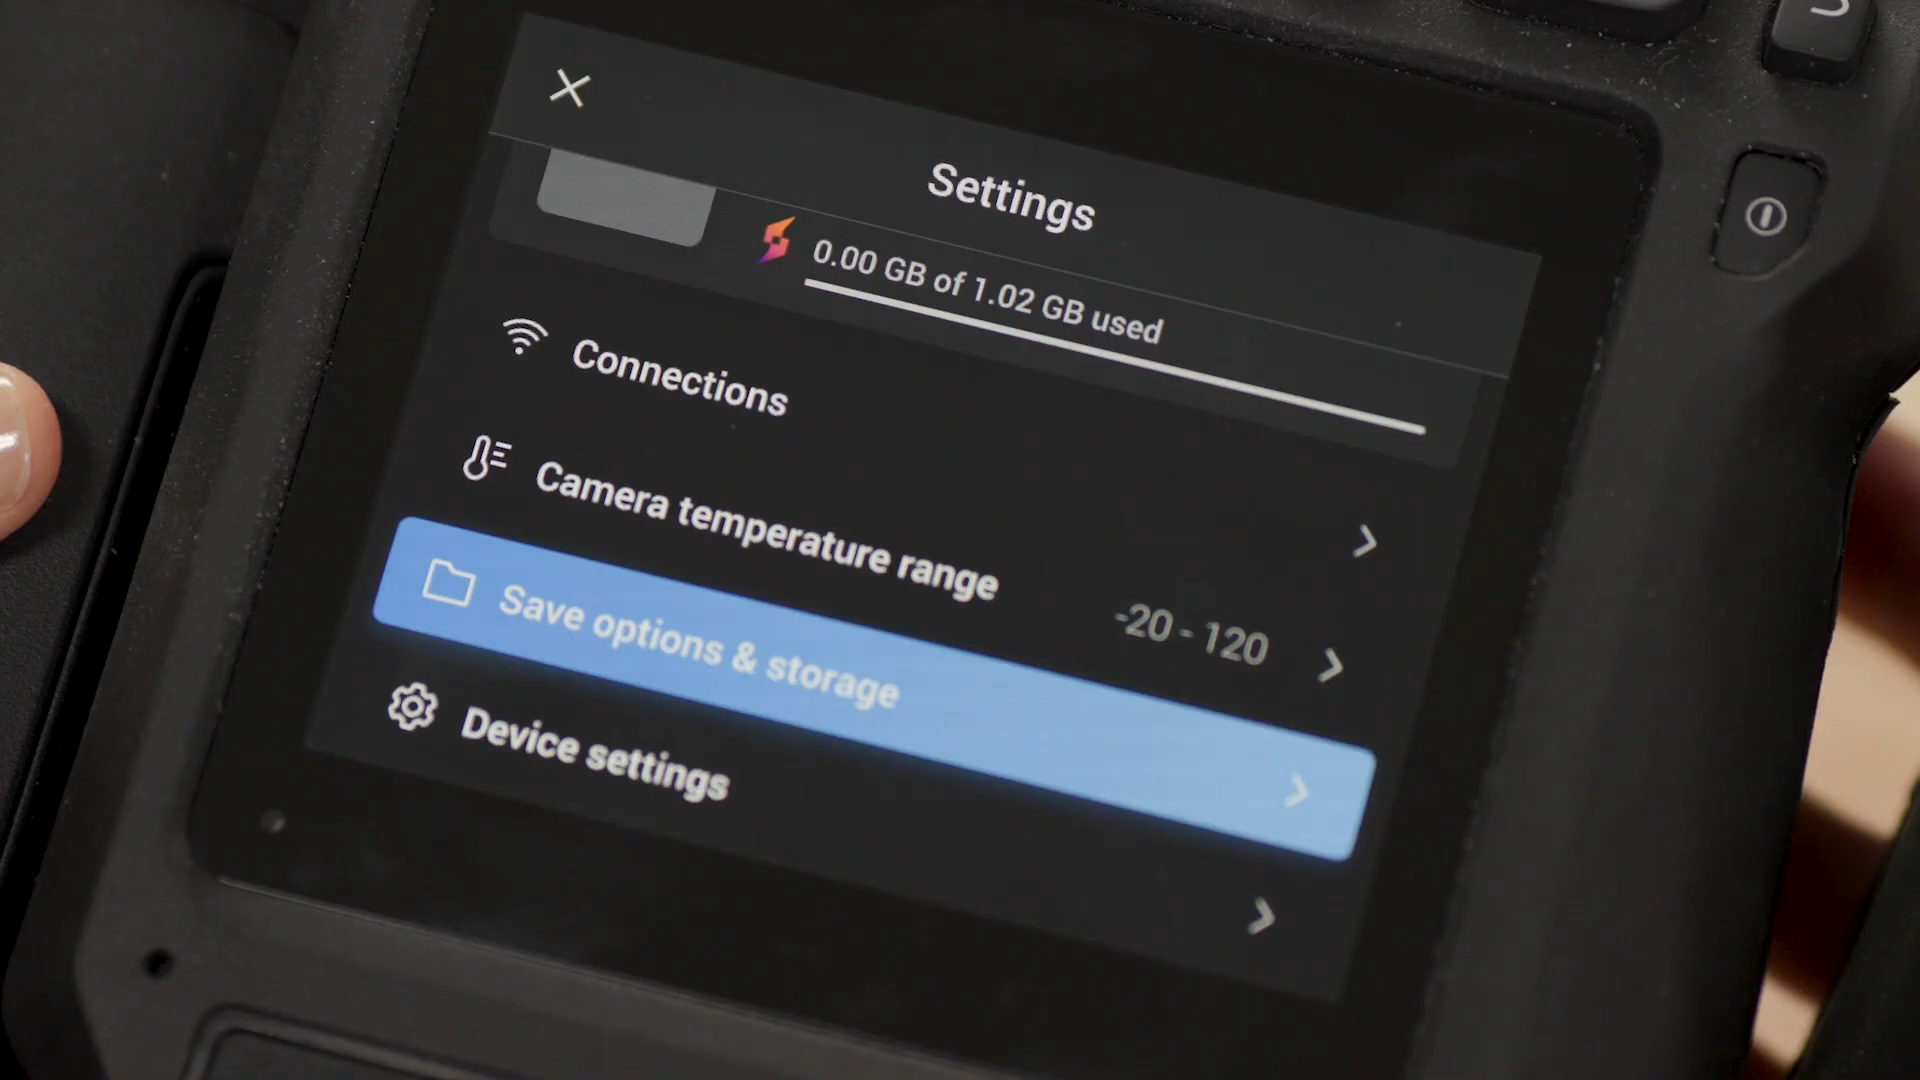 Settings
0.00 GB of 1.02 GB used
Connections
Camera temperature range
-20 - 120
Save options & storage
Device settings